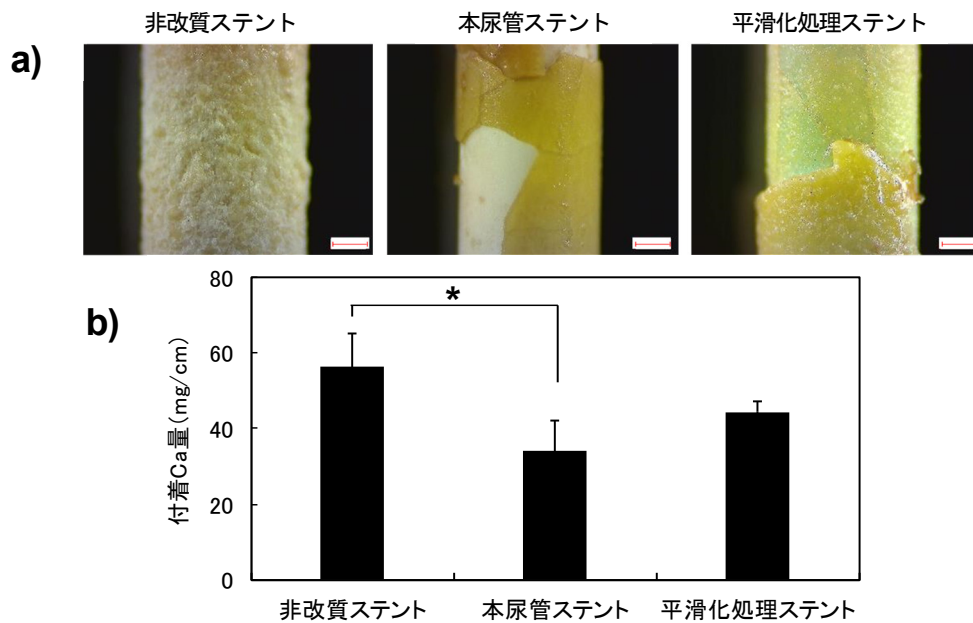 非改質ステント
本尿管ステント
平滑化処理ステント
a)
b)
*
付着Ca量(mg/cm)
80
60
40
20
0
非改質ステント
本尿管ステント
平滑化処理ステント